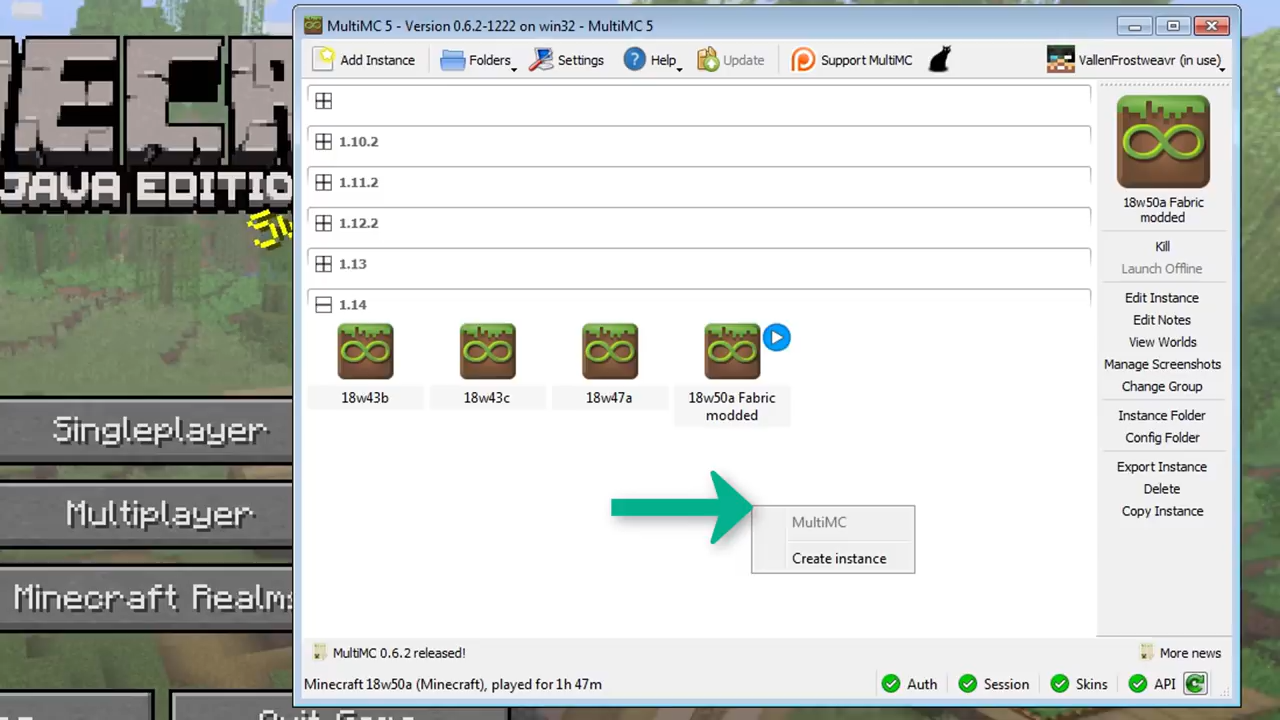 MultiMC 5 - Version 0.6.2-1222 on win32 - MultiMC 5
Add Instance
Folders
Settings
Help
Update
Support MultiMC
VallenFrostweavr (in use)
1.10.2
1.11.2
1.12.2
1.13
1.14
18w43b
18w43c
18w47a
18w50a Fabric
modded
MultiMC
Create instance
18w50a Fabric
modded
Kill
Launch Offline
Edit Instance
Edit Notes
View Worlds
Manage Screenshots
Change Group
Instance Folder
Config Folder
Export Instance
Delete
Copy Instance
MultiMC 0.6.2 released!
More news
Minecraft 18w50a (Minecraft), played for 1h 47m
Auth
Session
Skins
API
JAVA EDITIO
Singleplayer
Multiplayer
Minecraft Realms
Quit Game